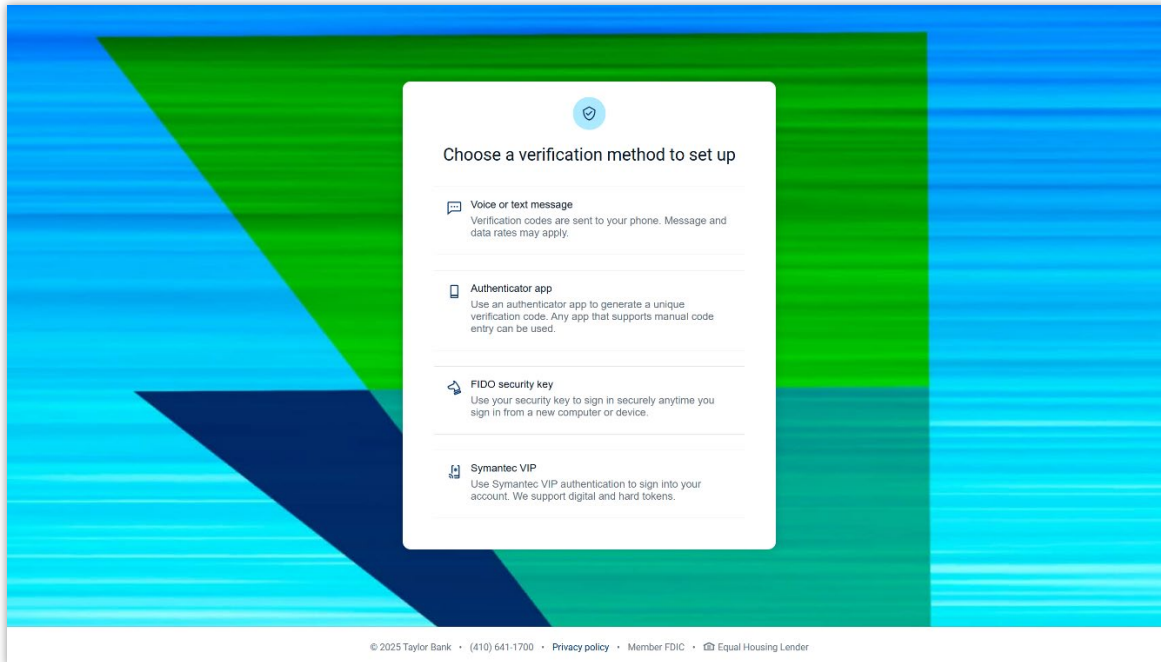 Choose a verification method to set up
Voice or text message
Verification codes are sent to your phone. Message and
data rates may apply.
Authenticator app
Use an authenticator app to generate a unique
verification code. Any app that supports manual code
entry can be used.
FIDO security key
Use your security key to sign in securely anytime you
sign in from a new computer or device.
Symantec VIP
Use Symantec VIP authentication to sign into your
account. We support digital and hard tokens.
© 2025 Taylor Bank • (410) 641-1700 • Privacy policy • Member FDIC • Equal Housing Lender